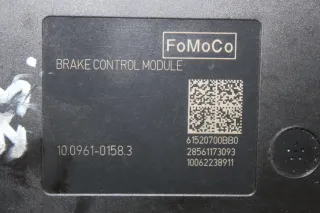 FoMoCo
BRAKE CONTROL MODULE
61520700BB0
10.0961-0158.3
28561173093
10062238911